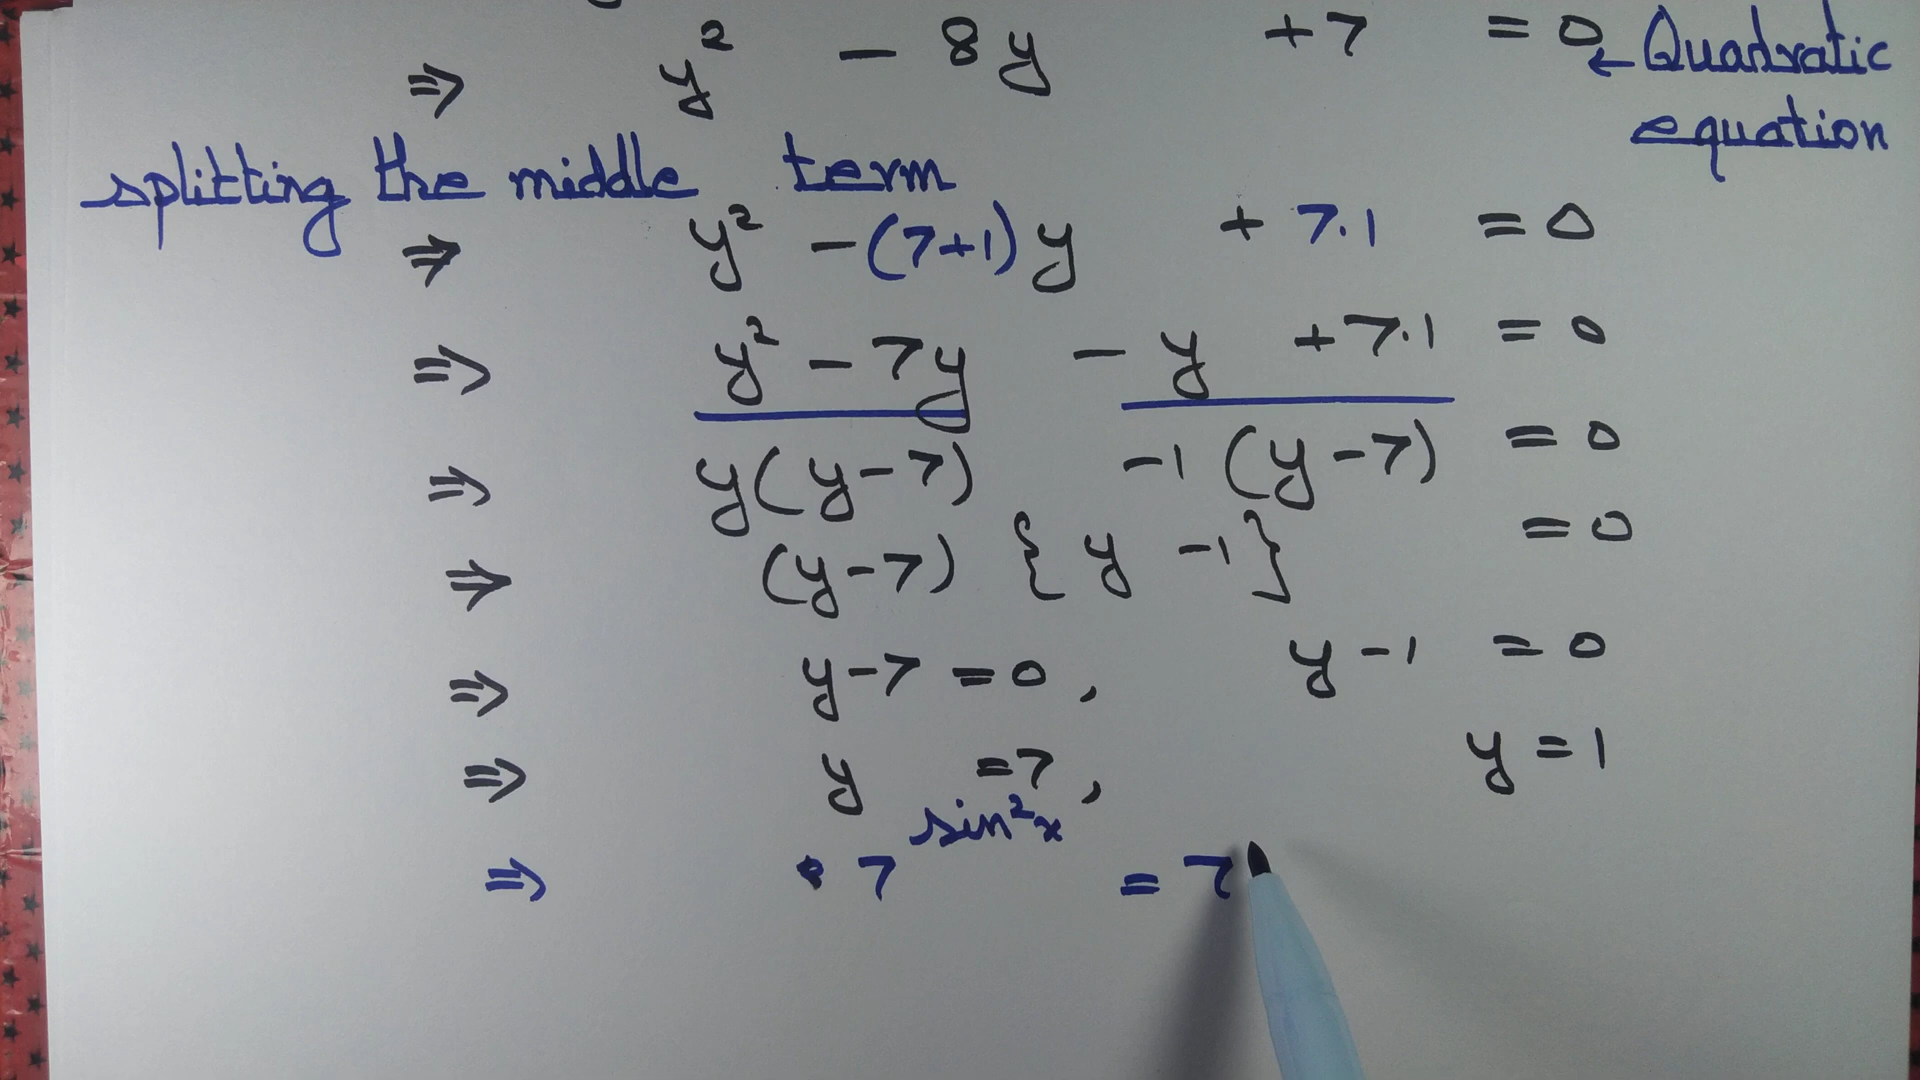 ⇒ y² - 8y +7 = 0 ← Quadratic
equation
splitting the middle term
⇒ y² -(7+1)y + 7.1 = 0
⇒ y² - 7y - y +7.1 = 0
⇒ y(y-7) -1(y-7) = 0
⇒ (y-7) {y -1} = 0
⇒ y-7 = 0, y-1 = 0
⇒ y =7, y = 1
⇒ 7^sin²x = 7